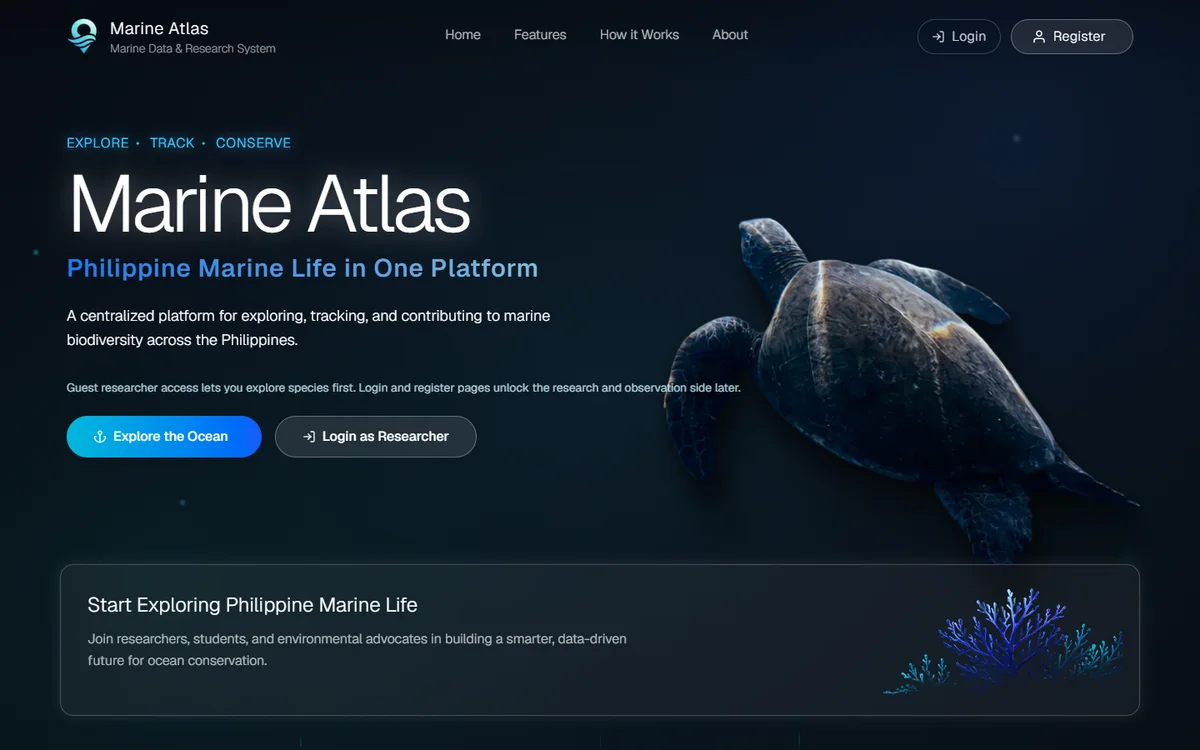 Marine Atlas
Marine Data & Research System
Home
Features
How it Works
About
Login
Register
EXPLORE · TRACK · CONSERVE
Marine Atlas
Philippine Marine Life in One Platform
A centralized platform for exploring, tracking, and contributing to marine
biodiversity across the Philippines.
Guest researcher access lets you explore species first. Login and register pages unlock the research and observation side later.
Explore the Ocean
Login as Researcher
Start Exploring Philippine Marine Life
Join researchers, students, and environmental advocates in building a smarter, data-driven
future for ocean conservation.